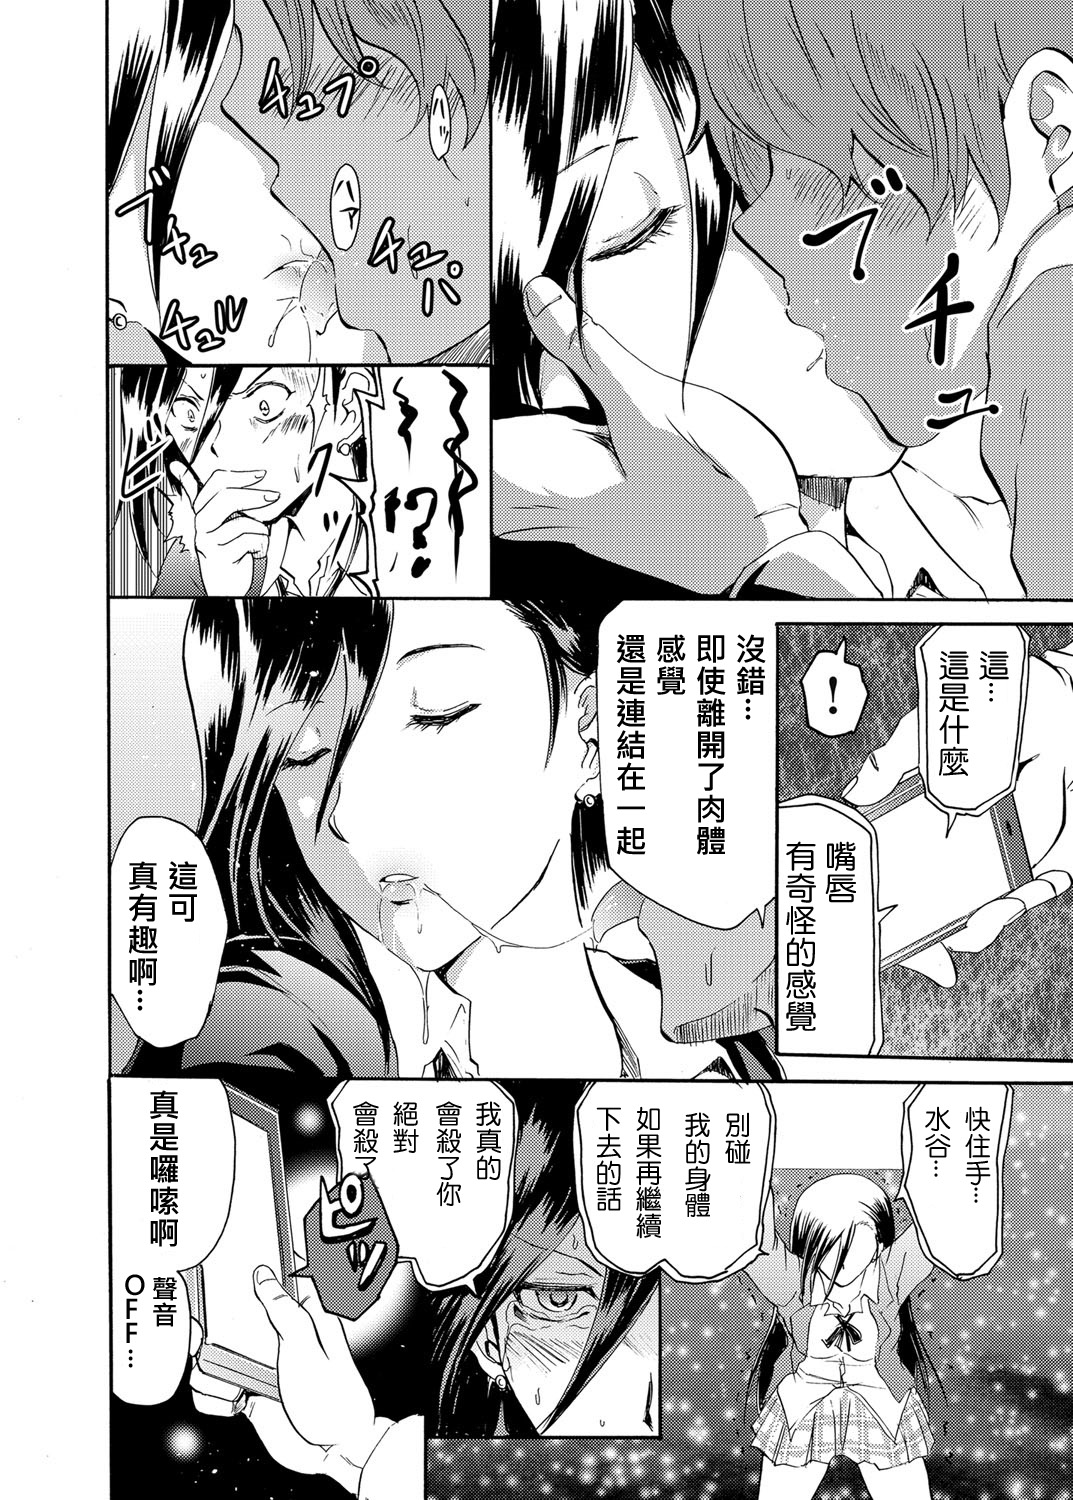 ブチュ
チュプ
ハァ
ハァ
ブチュ
チュパ
チュル
ビク
這…
這是什麼
！
嘴唇
有奇怪的感覺
沒錯…
即使離開了肉體
感覺
還是連結在一起
這可
真有趣啊…
快住手…
水谷…
別碰
我的身體
如果再繼續
下去的話
我真的
會殺了你
絕對
會殺了
ピッ
真是囉嗦啊
聲音
OFF…